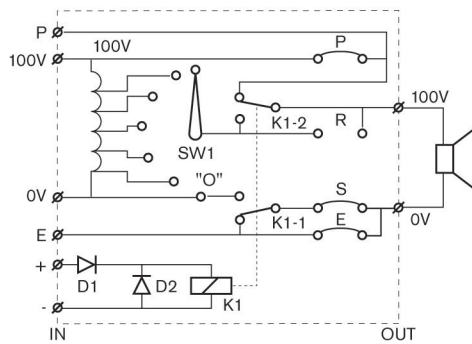 P
100V
100V
P
100V
K1-2
R
SW1
0V
"O"
S
K1-1
E
0V
E
+
D1
D2
K1
-
IN
OUT